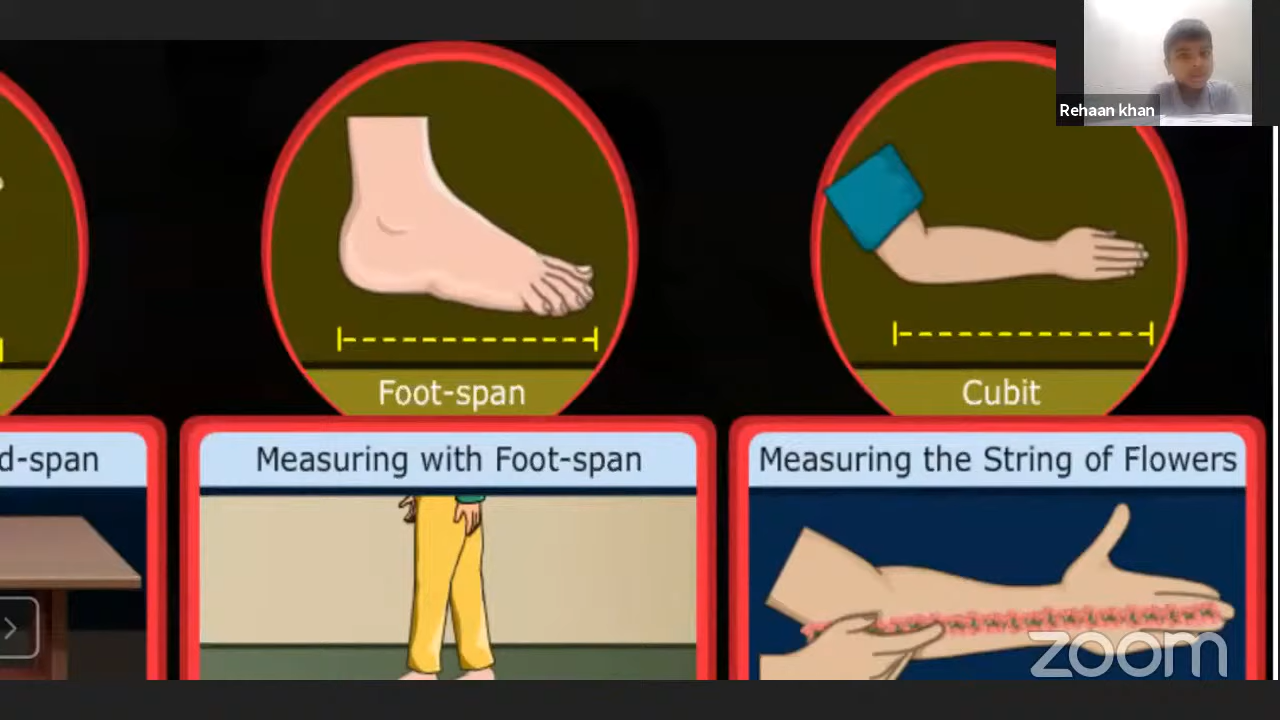 Rehaan khan
Foot-span
Cubit
d-span
Measuring with Foot-span
Measuring the String of Flowers
zoom